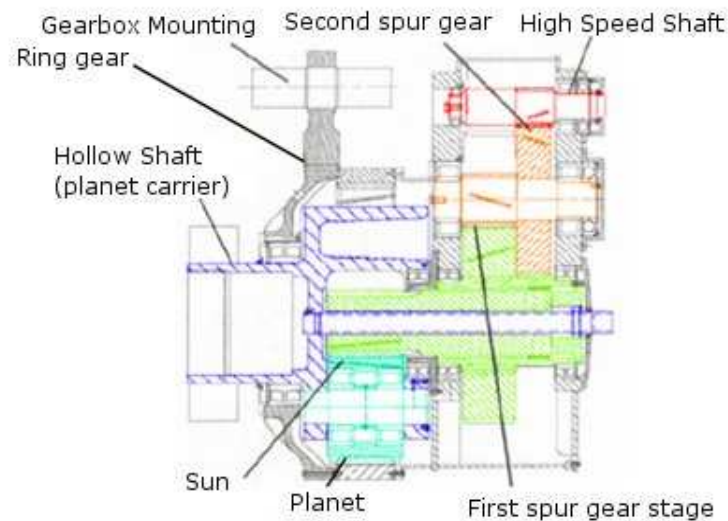 Gearbox Mounting
Second spur gear
High Speed Shaft
Ring gear
Hollow Shaft
(planet carrier)
Sun
Planet
First spur gear stage